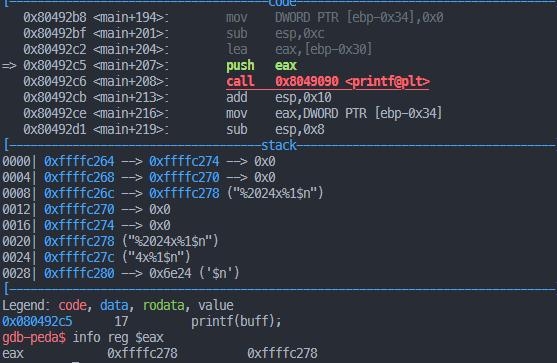 [------------------------------------code------------------------------------
0x80492b8 <main+194>: mov DWORD PTR [ebp-0x34],0x0
0x80492bf <main+201>: sub esp,0xc
0x80492c2 <main+204>: lea eax,[ebp-0x30]
=> 0x80492c5 <main+207>: push eax
0x80492c6 <main+208>: call 0x8049090 <printf@plt>
0x80492cb <main+213>: add esp,0x10
0x80492ce <main+216>: mov eax,DWORD PTR [ebp-0x34]
0x80492d1 <main+219>: sub esp,0x8
[------------------------------------stack------------------------------------
0000| 0xffffc264 --> 0xffffc274 --> 0x0
0004| 0xffffc268 --> 0xffffc270 --> 0x0
0008| 0xffffc26c --> 0xffffc278 ("%2024x%1$n")
0012| 0xffffc270 --> 0x0
0016| 0xffffc274 --> 0x0
0020| 0xffffc278 ("%2024x%1$n")
0024| 0xffffc27c ("4x%1$n")
0028| 0xffffc280 --> 0x6e24 ('$n')
[------------------------------------------------------------------------
Legend: code, data, rodata, value
0x080492c5 17 printf(buff);
gdb-peda$ info reg $eax
eax 0xffffc278 0xffffc278